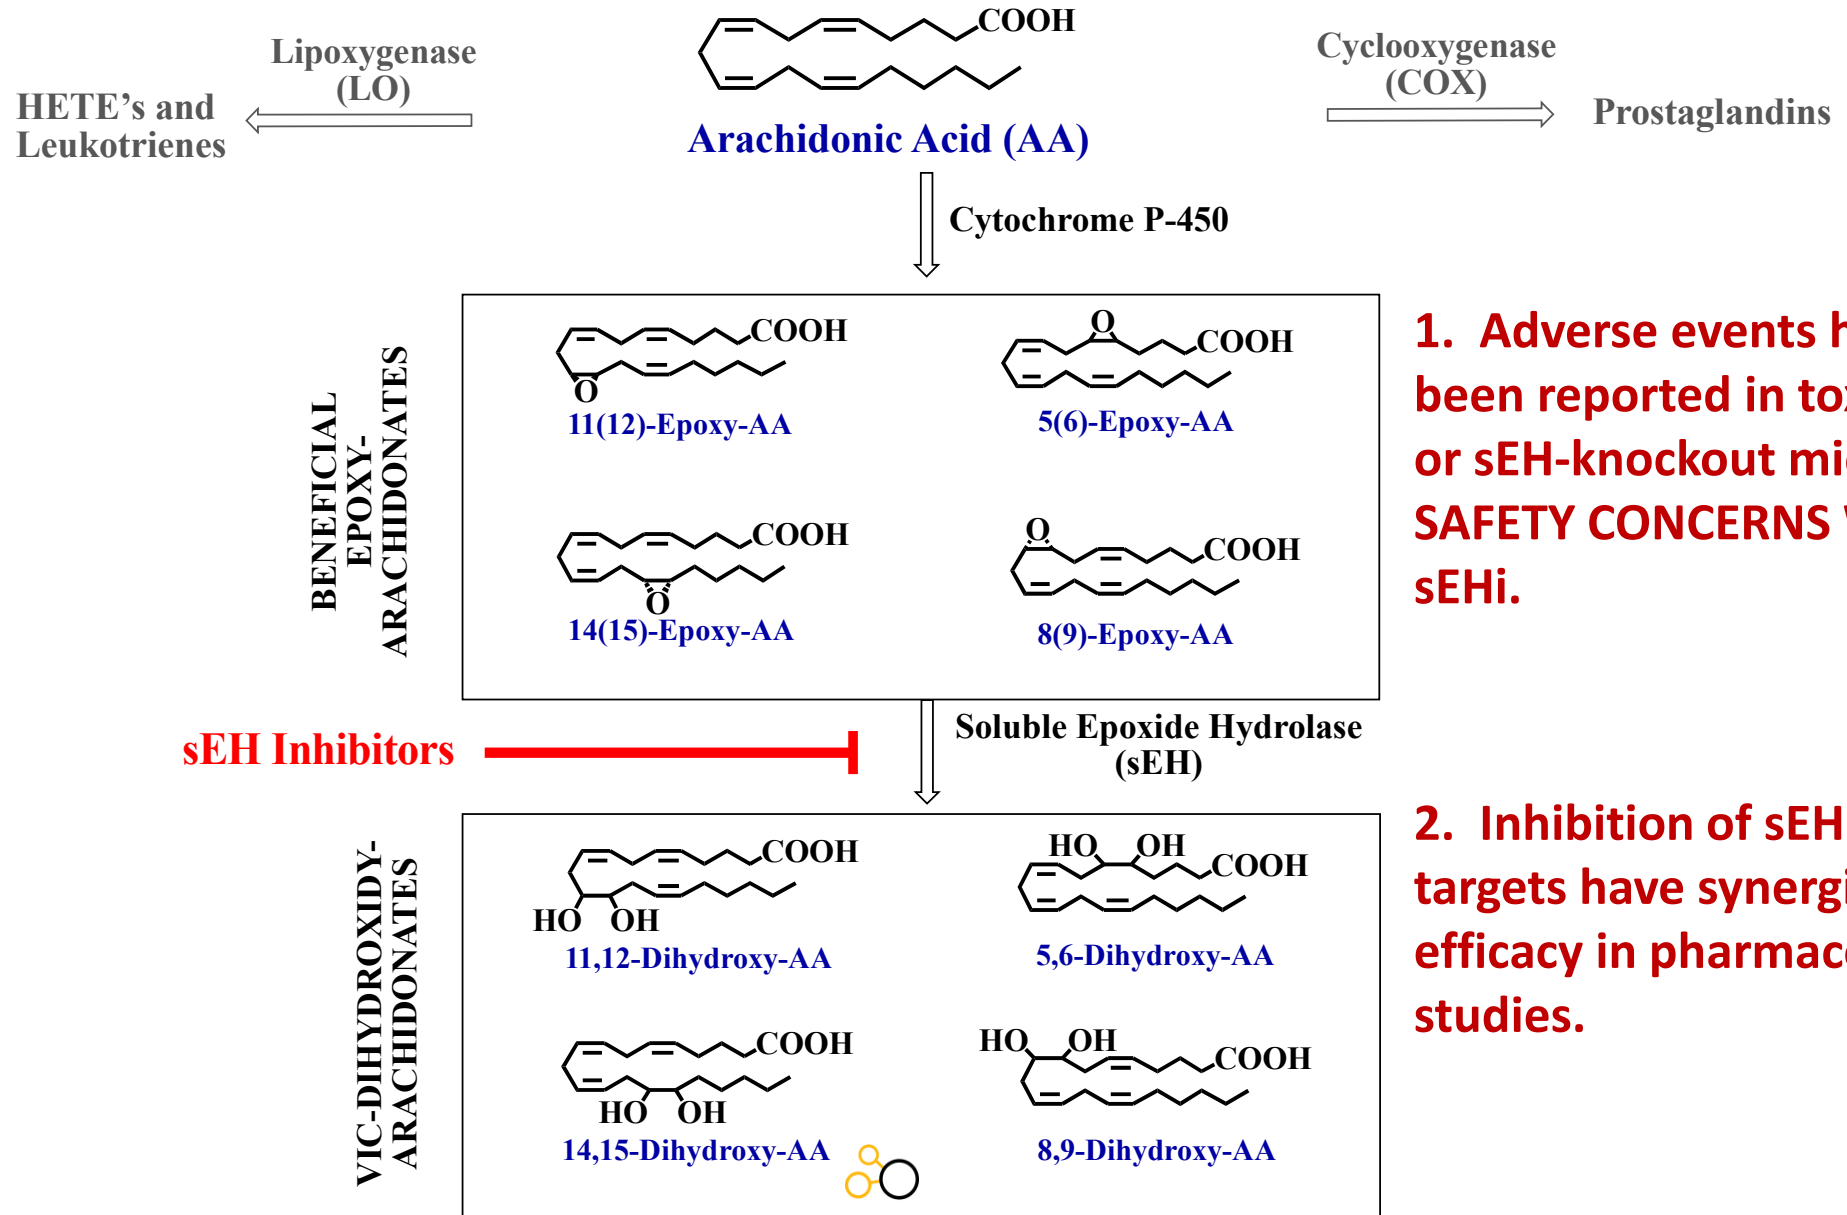 COOH
Lipoxygenase
(LO)
HETE's and
Leukotrienes
Cyclooxygenase
(COX)
Prostaglandins
Arachidonic Acid (AA)
Cytochrome P-450
BENEFICIAL
EPOXY-
ARACHIDONATES
COOH
O
11(12)-Epoxy-AA
O
COOH
5(6)-Epoxy-AA
COOH
O
14(15)-Epoxy-AA
O
COOH
8(9)-Epoxy-AA
1. Adverse events
been reported in
or sEH-knockout
SAFETY CONCERNS
sEHi.
sEH Inhibitors
Soluble Epoxide Hydrolase
(sEH)
VIC-DIHYDROXIDY-
ARACHIDONATES
COOH
HO OH
11,12-Dihydroxy-AA
HO OH
COOH
5,6-Dihydroxy-AA
COOH
HO OH
14,15-Dihydroxy-AA
HO OH
COOH
8,9-Dihydroxy-AA
2. Inhibition of sEH
targets have
efficacy in
studies.